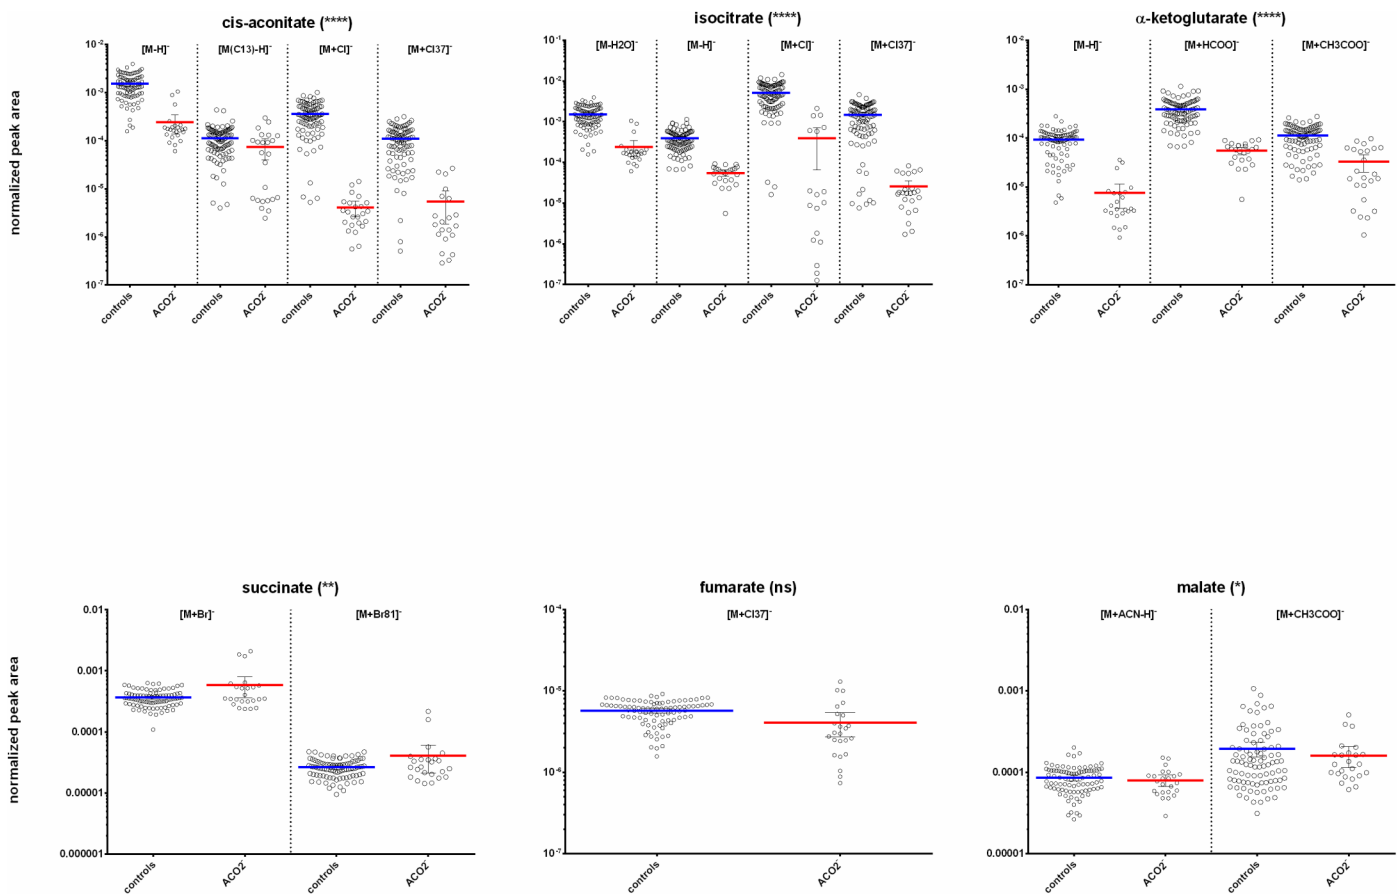 cis-aconitate (****)
[M-H]-
[M(C13)-H]-
[M+Cl]-
[M+Cl37]-
normalized peak area
10-2
10-3
10-4
10-5
10-6
10-7
controls
ACO2-
controls
ACO2-
controls
ACO2-
controls
ACO2-
isocitrate (****)
[M-H2O]-
[M-H]-
[M+Cl]-
[M+Cl37]-
10-1
10-2
10-3
10-4
10-5
10-6
10-7
controls
ACO2-
controls
ACO2-
controls
ACO2-
controls
ACO2-
α-ketoglutarate (****)
[M-H]-
[M+HCOO]-
[M+CH3COO]-
10-2
10-3
10-4
10-5
10-6
10-7
controls
ACO2-
controls
ACO2-
controls
ACO2-
succinate (**)
[M+Br]-
[M+Br81]-
normalized peak area
0.01
0.001
0.0001
0.00001
0.000001
controls
ACO2-
controls
ACO2-
fumarate (ns)
[M+Cl37]-
10-4
10-5
10-6
10-7
controls
ACO2-
malate (*)
[M+ACN-H]-
[M+CH3COO]-
0.01
0.001
0.0001
0.00001
controls
ACO2-
controls
ACO2-